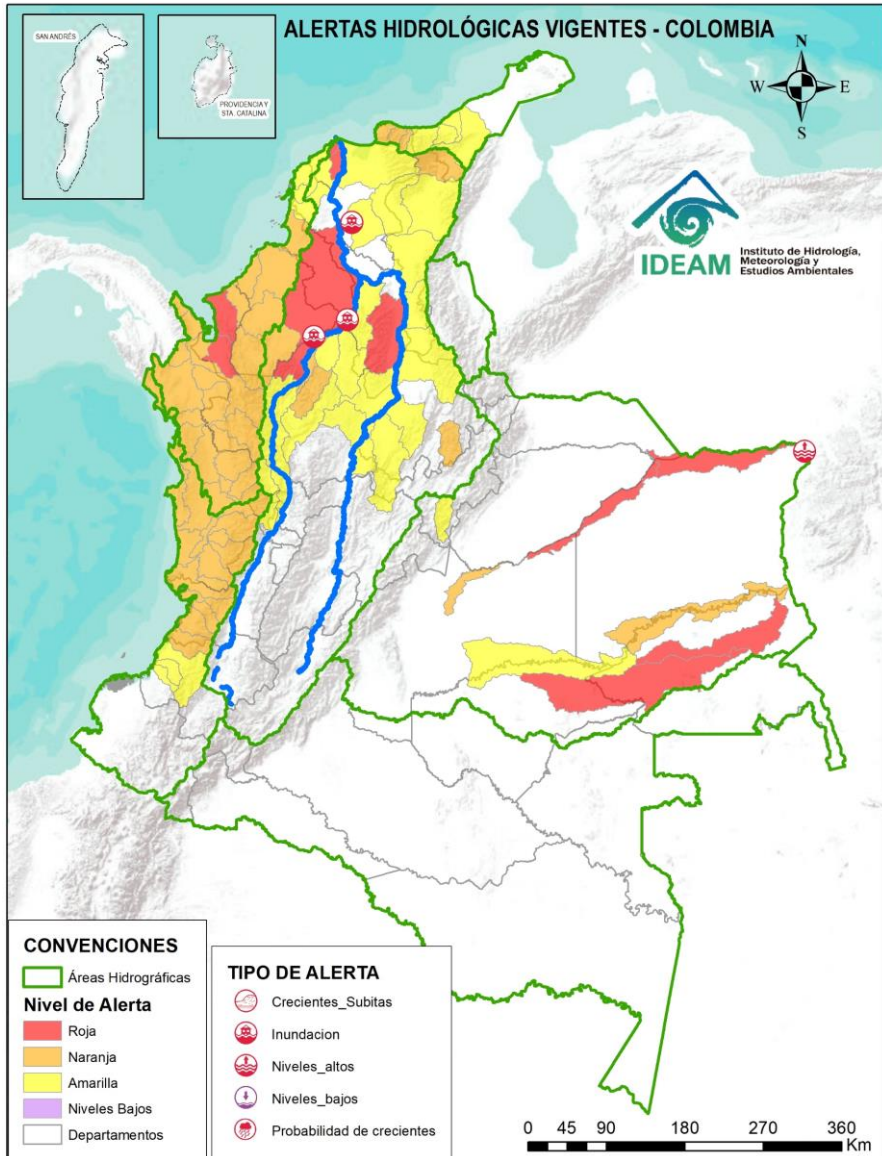 ALERTAS HIDROLÓGICAS VIGENTES - COLOMBIA
SAN ANDRÉS
PROVIDENCIA Y
STA. CATALINA
N
W
E
S
IDEAM
Instituto de Hidrología,
Meteorología y
Estudios Ambientales
CONVENCIONES
Áreas Hidrográficas
Nivel de Alerta
Roja
Naranja
Amarilla
Niveles Bajos
Departamentos
TIPO DE ALERTA
Crecientes_Subitas
Inundacion
Niveles_altos
Niveles_bajos
Probabilidad de crecientes
0 45 90 180 270 360
Km